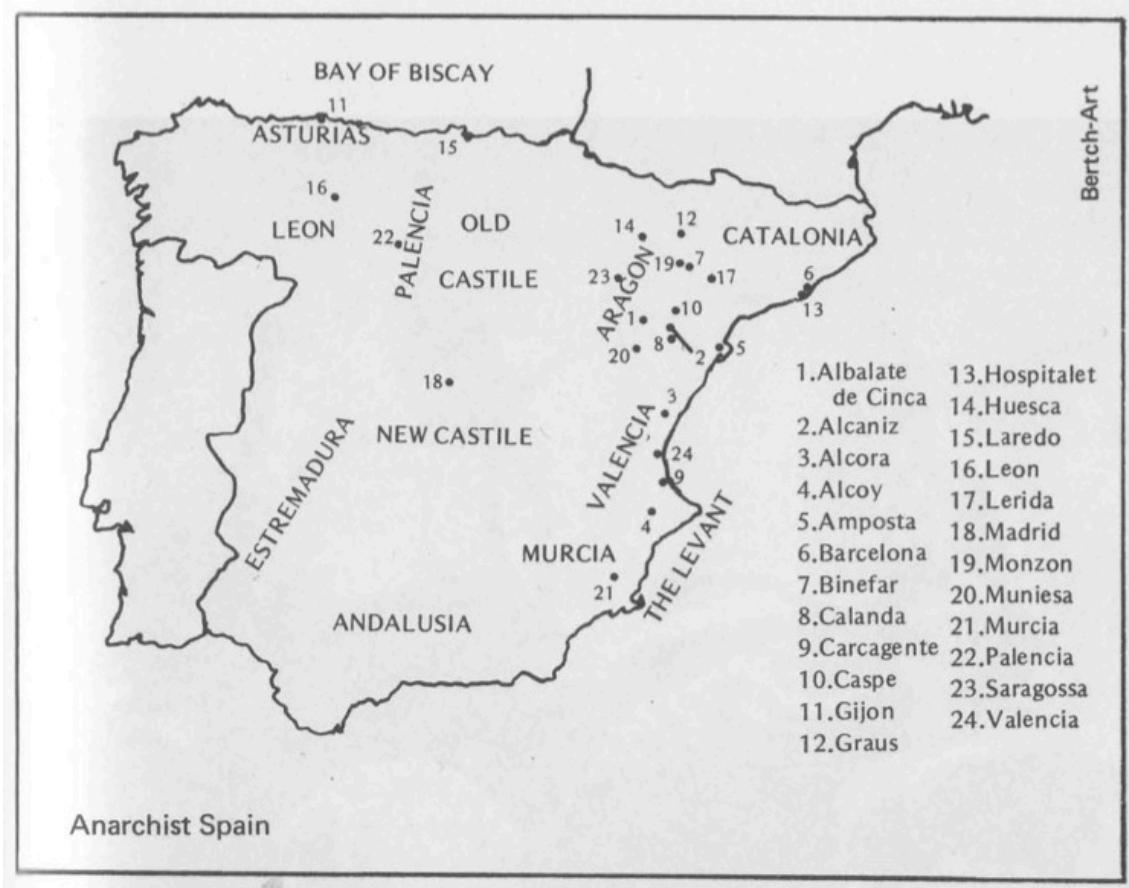 BAY OF BISCAY
Bertch-Art
11
ASTURIAS
15
16
LEON
PALENCIA
OLD
22
CASTILE
14
12
CATALONIA
19
7
23
17
ARAGON
6
13
1
10
20
8
2
5
18
NEW CASTILE
ESTREMADURA
3
VALENCIA
24
9
4
MURCIA
21
THE LEVANT
ANDALUSIA
1.Albalate
de Cinca
2.Alcaniz
3.Alcora
4.Alcoy
5.Amposta
6.Barcelona
7.Binefar
8.Calanda
9.Carcagente
10.Caspe
11.Gijon
12.Graus
13.Hospitalet
14.Huesca
15.Laredo
16.Leon
17.Lerida
18.Madrid
19.Monzon
20.Muniesa
21.Murcia
22.Palencia
23.Saragossa
24.Valencia
Anarchist Spain